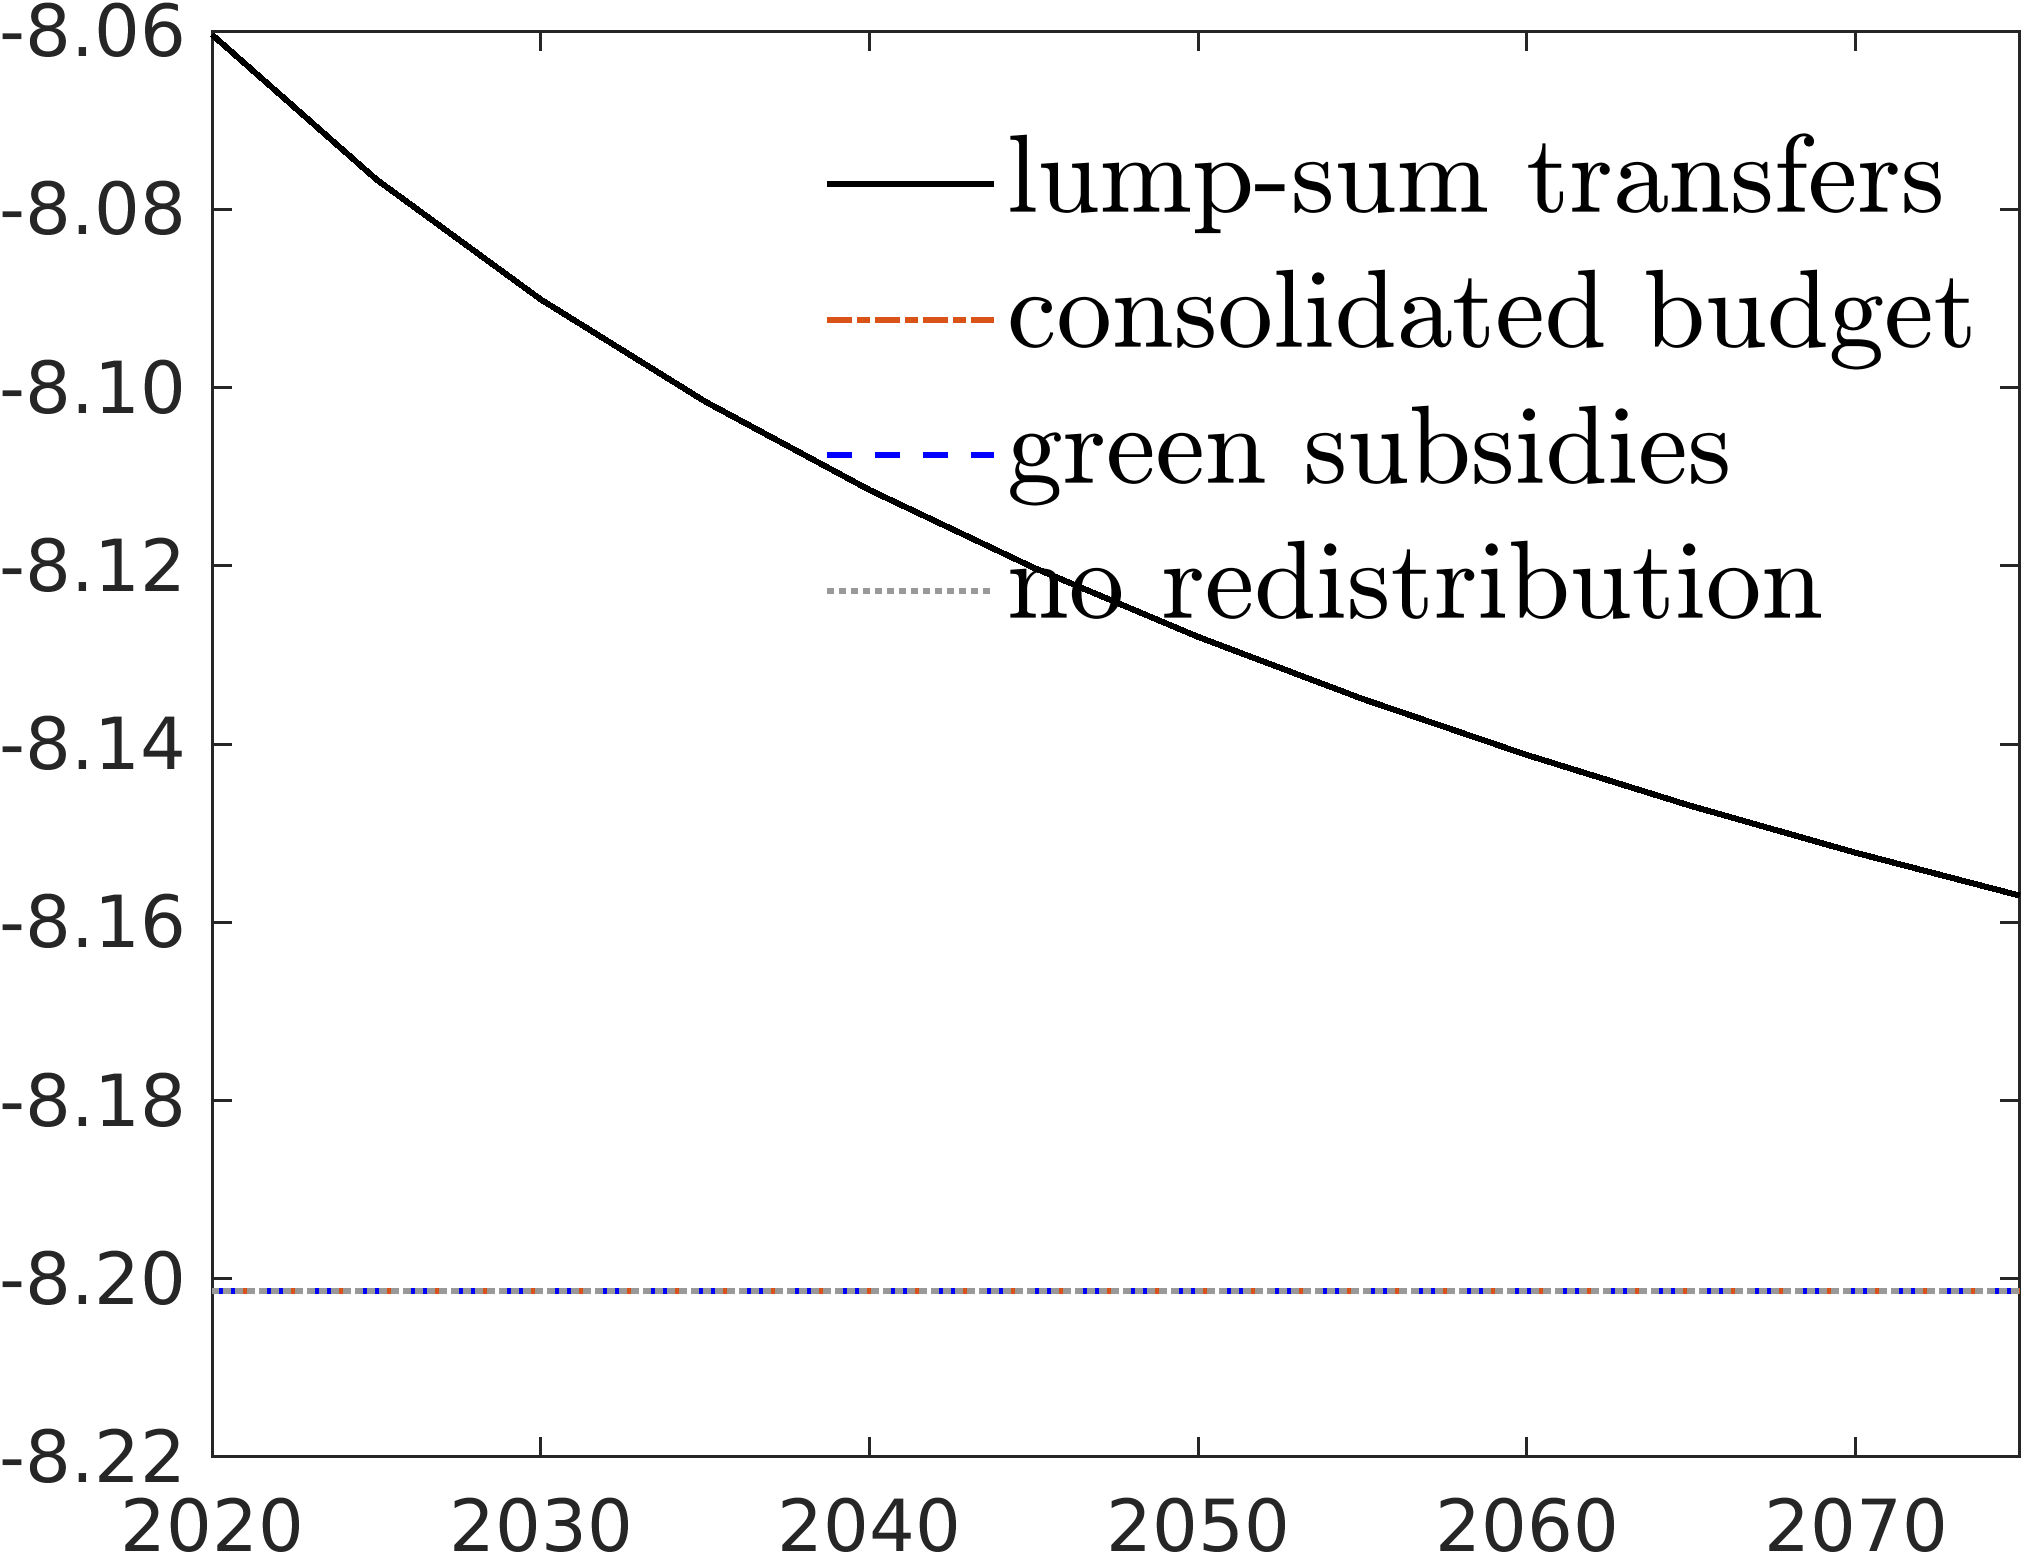 -8.06
-8.08
-8.10
-8.12
-8.14
-8.16
-8.18
-8.20
-8.22
lump-sum transfers
consolidated budget
green subsidies
no redistribution
2020 2030 2040 2050 2060 2070